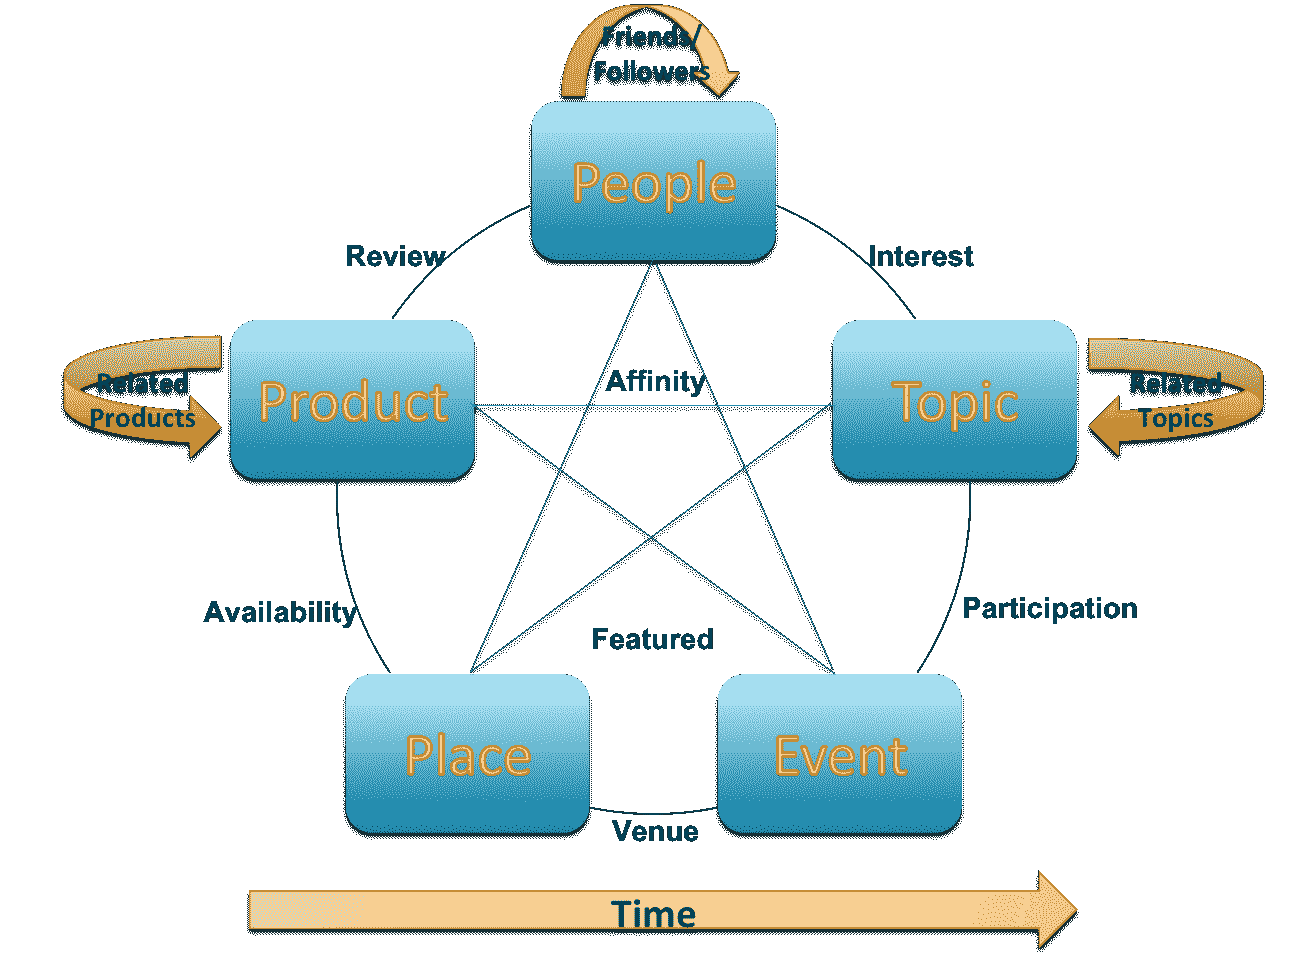 Friends/
Followers
People
Review
Interest
Related
Products
Product
Affinity
Topic
Related
Topics
Availability
Participation
Featured
Place
Event
Venue
Time